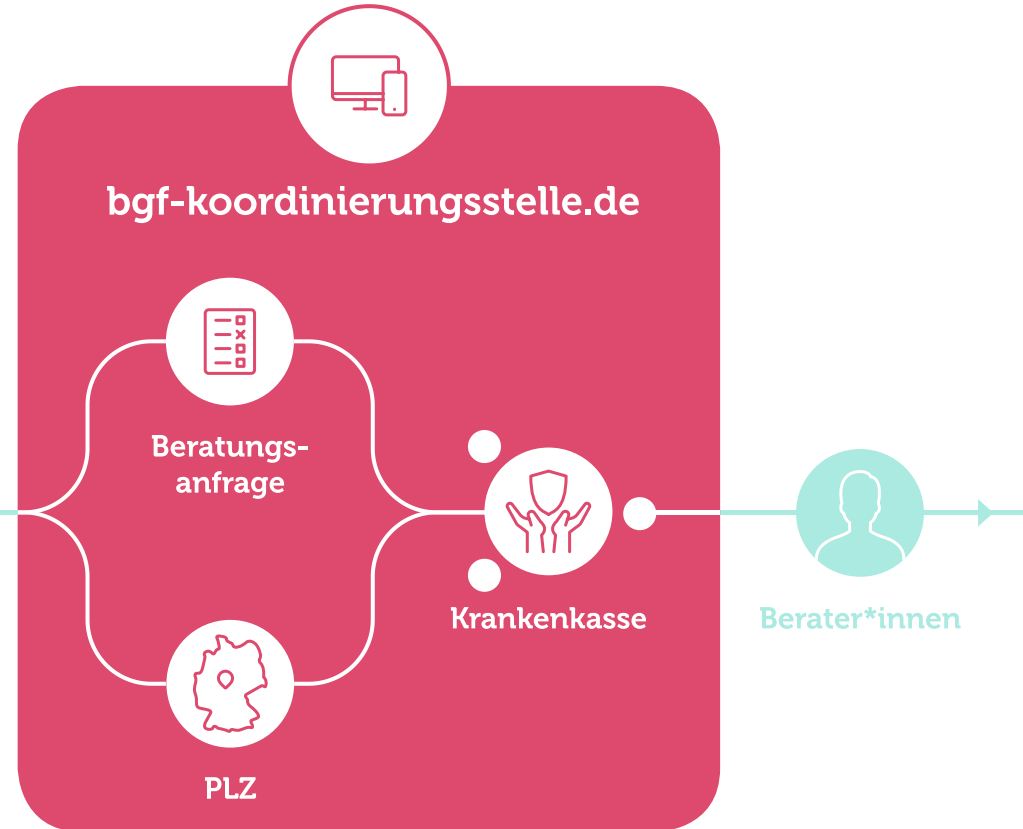 bgf-koordinierungsstelle.de
Beratungs-
anfrage
Krankenkasse
Berater*innen
PLZ